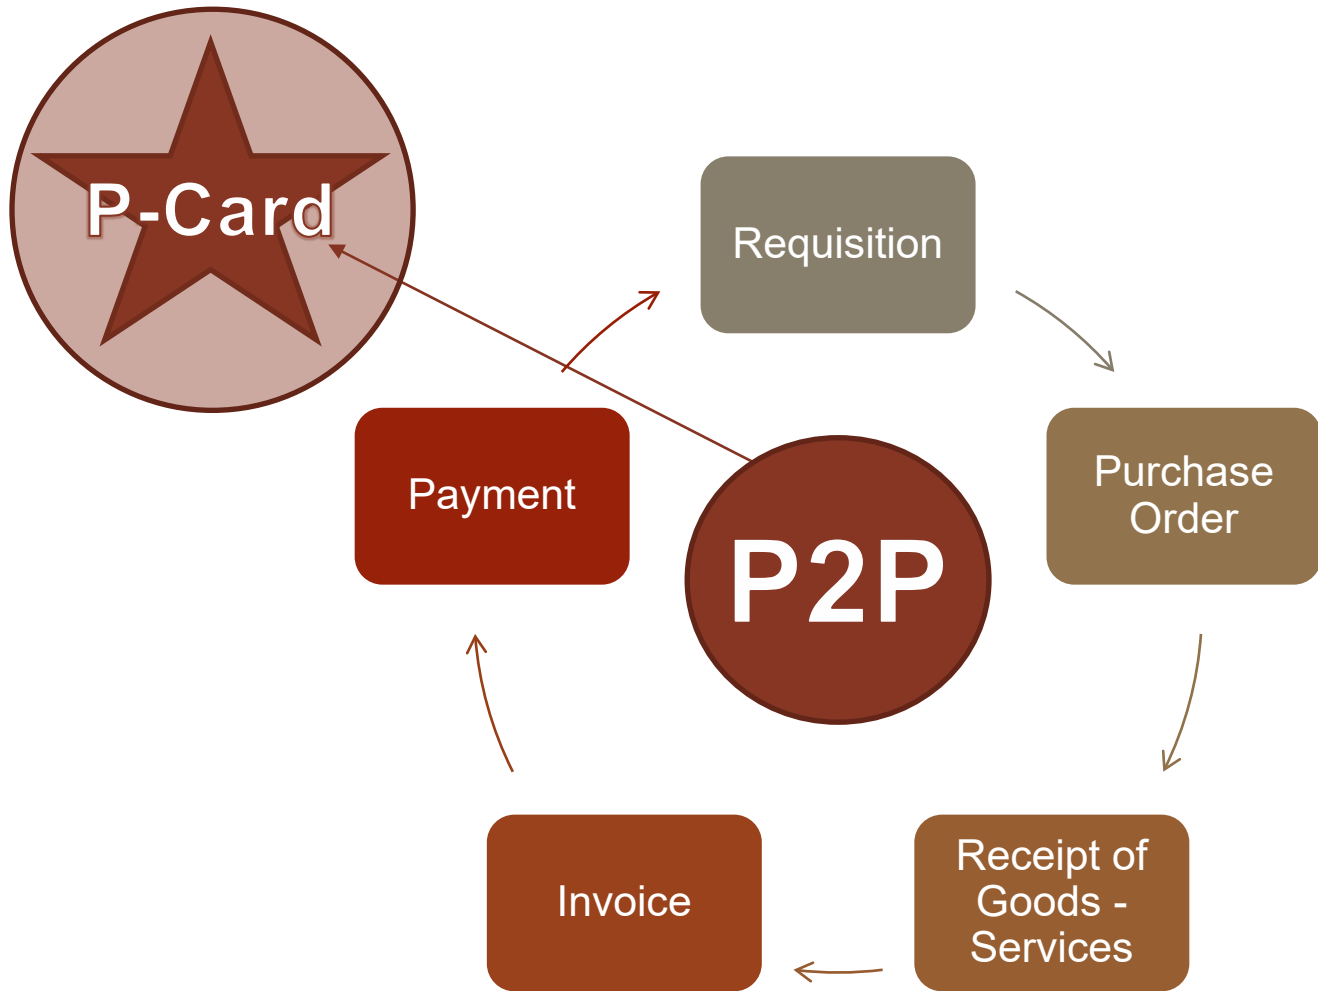 P-Card
Requisition
Purchase
Order
Payment
P2P
Receipt of
Goods -
Services
Invoice